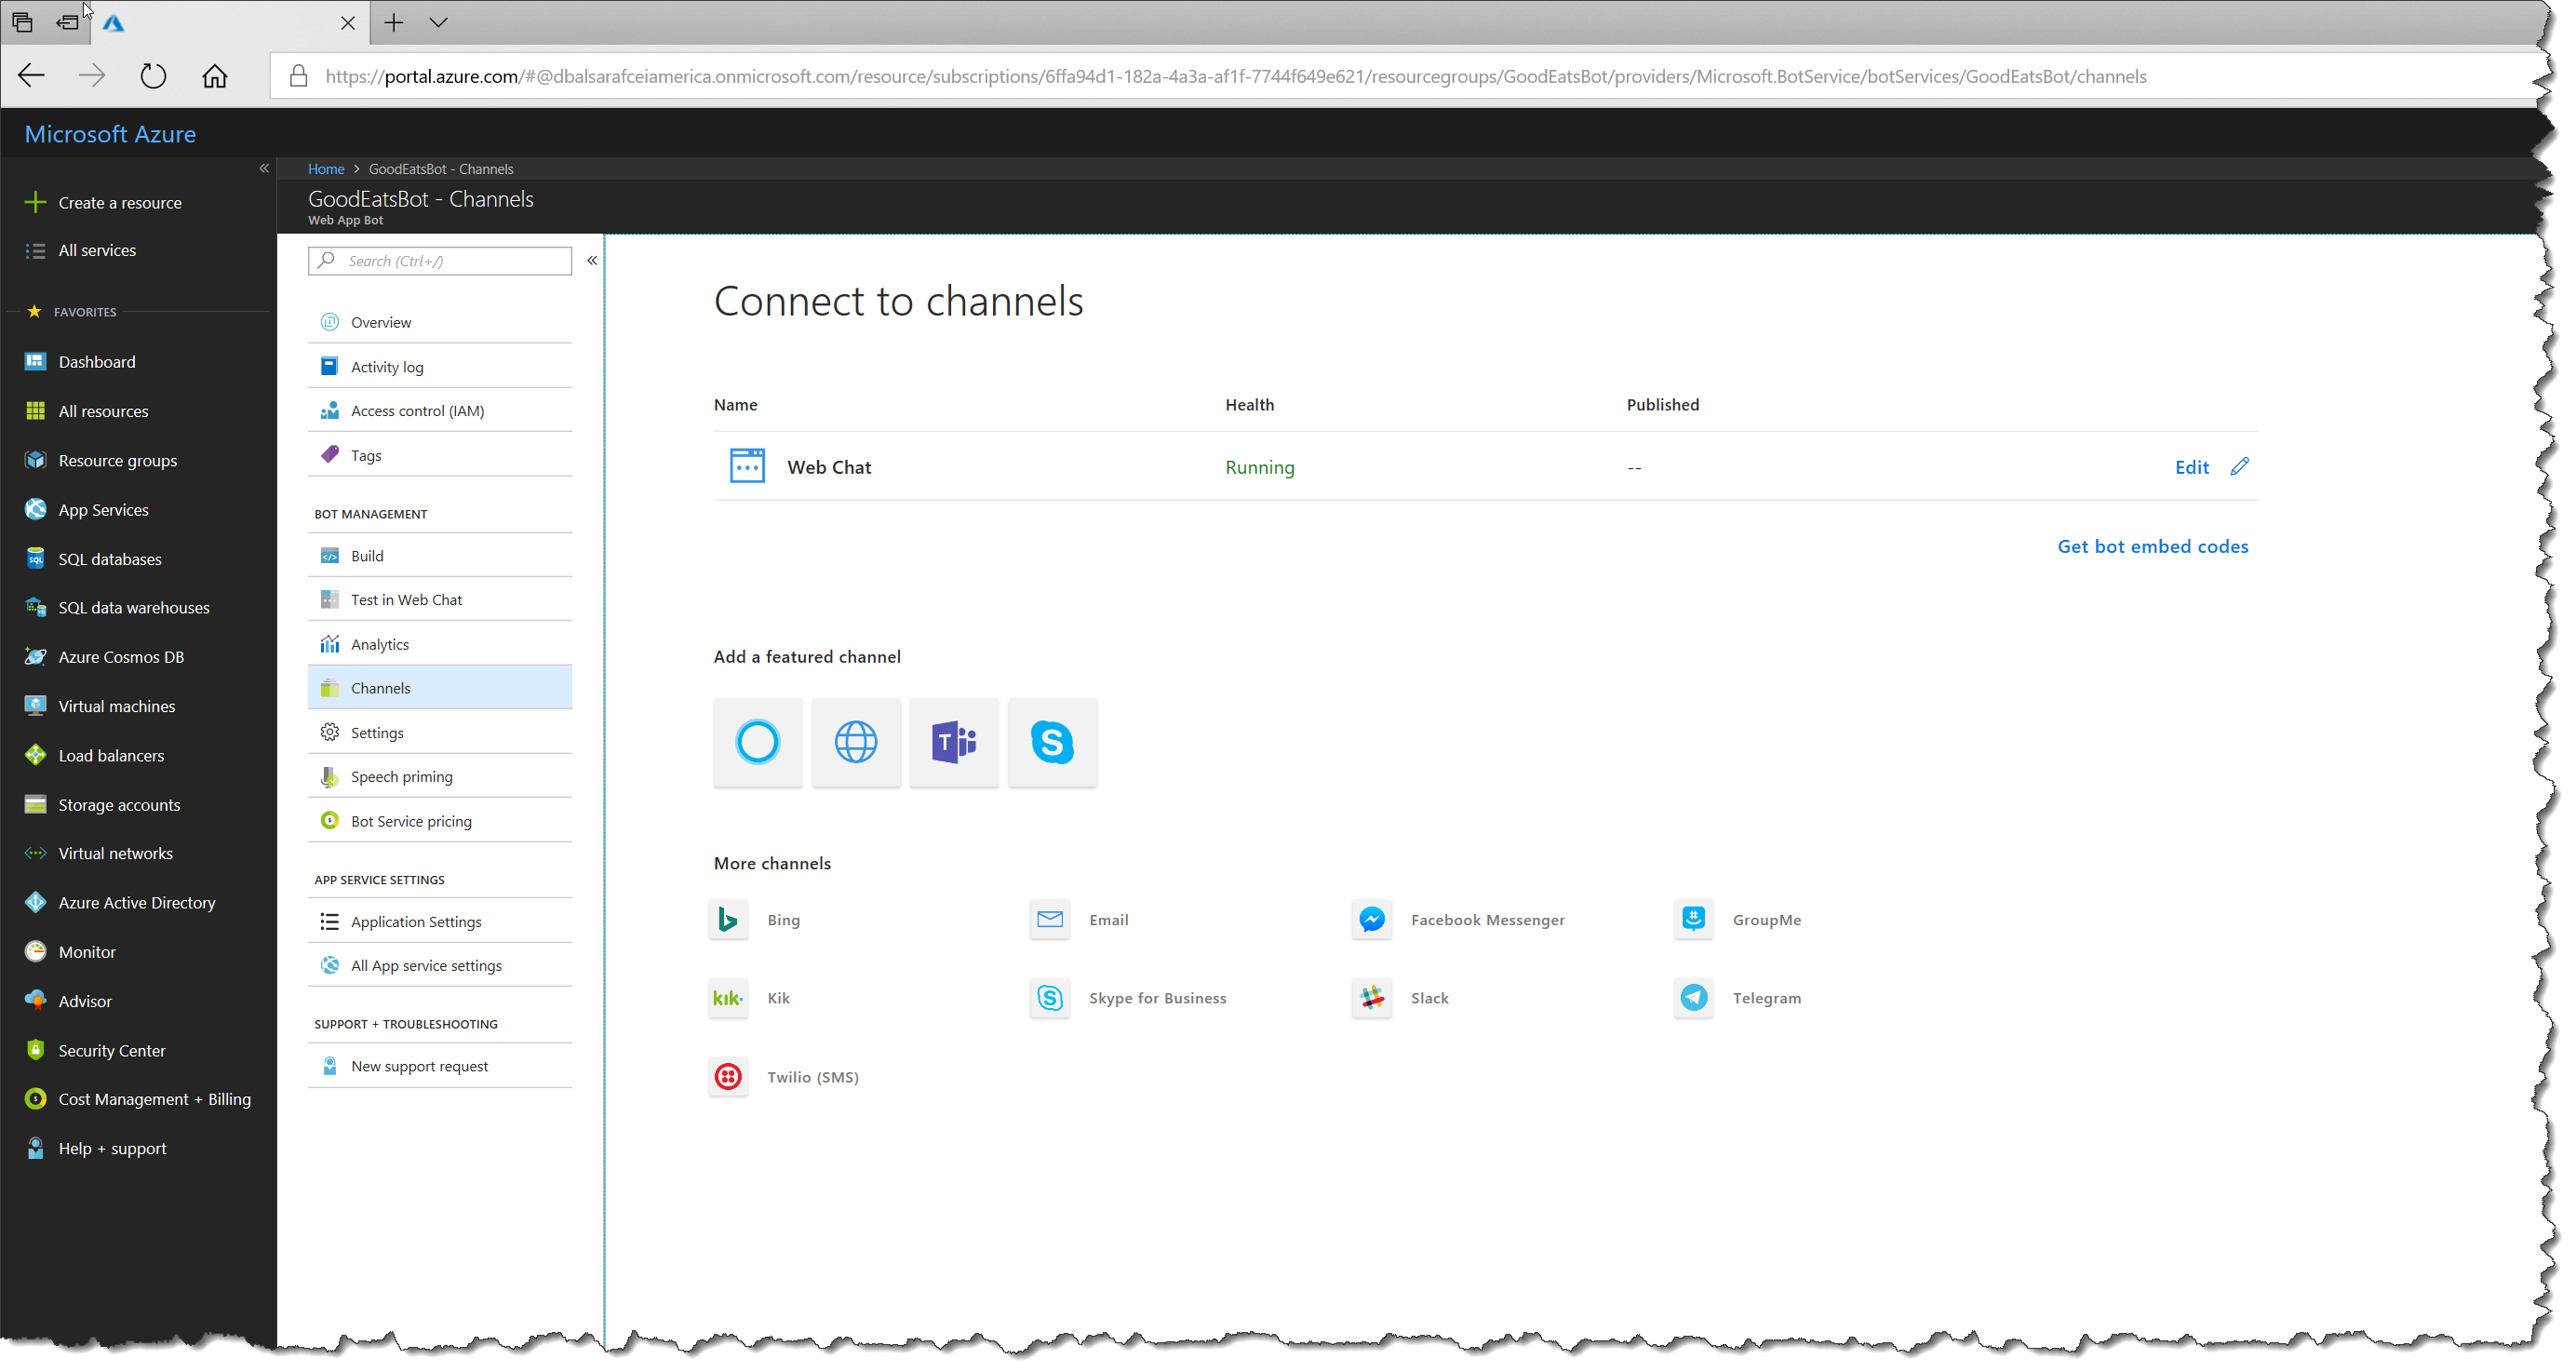 https://portal.azure.com/#@dbalsarafceiamerica.onmicrosoft.com/resource/subscriptions/6ffa94d1-182a-4a3a-af1f-7744f649e621/resourcegroups/GoodEatsBot/providers/Microsoft.BotService/botServices/GoodEatsBot/channels
Microsoft Azure
Home > GoodEatsBot - Channels
GoodEatsBot - Channels
Web App Bot
Create a resource
All services
FAVORITES
Dashboard
All resources
Resource groups
App Services
SQL databases
SQL data warehouses
Azure Cosmos DB
Virtual machines
Load balancers
Storage accounts
Virtual networks
Azure Active Directory
Monitor
Advisor
Security Center
Cost Management + Billing
Help + support
Search (Ctrl+/)
Overview
Activity log
Access control (IAM)
Tags
BOT MANAGEMENT
Build
Test in Web Chat
Analytics
Channels
Settings
Speech priming
Bot Service pricing
APP SERVICE SETTINGS
Application Settings
All App service settings
SUPPORT + TROUBLESHOOTING
New support request
Connect to channels
Name Health Published
Web Chat Running -- Edit
Get bot embed codes
Add a featured channel
More channels
Bing Email Facebook Messenger GroupMe
kik Kik Skype for Business Slack Telegram
Twilio (SMS)